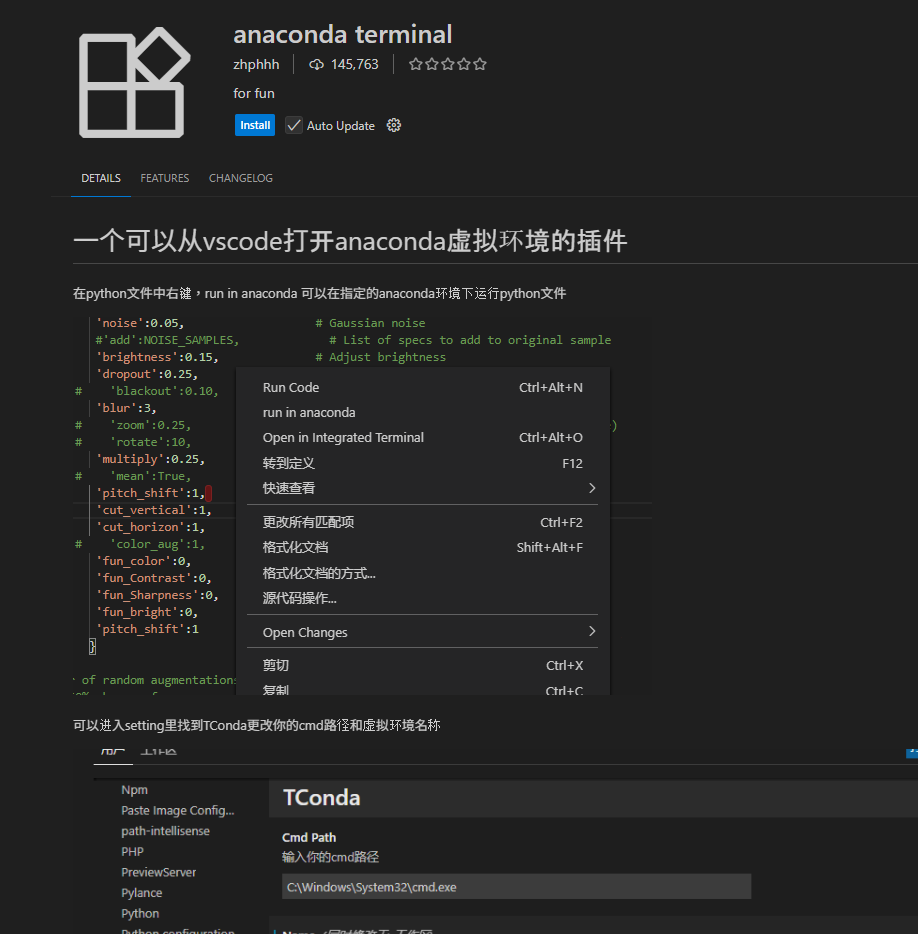 anaconda terminal
zhphhh 145,763
for fun
Install Auto Update
DETAILS FEATURES CHANGELOG
一个可以从vscode打开anaconda虚拟环境的插件
在python文件中右键，run in anaconda 可以在指定的anaconda环境下运行python文件
'noise':0.05, # Gaussian noise
#'add':NOISE_SAMPLES, # List of specs to add to original sample
'brightness':0.15, # Adjust brightness
'dropout':0.25,
# 'blackout':0.10,
'blur':3,
# 'zoom':0.25, )
# 'rotate':10,
'multiply':0.25,
# 'mean':True,
'pitch_shift':1,
'cut_vertical':1,
'cut_horizon':1,
# 'color_aug':1,
'fun_color':0,
'fun_Contrast':0,
'fun_Sharpness':0,
'fun_bright':0,
'pitch_shift':1
}
of random augmentations
Run Code Ctrl+Alt+N
run in anaconda
Open in Integrated Terminal Ctrl+Alt+O
转到定义 F12
快速查看
更改所有匹配项 Ctrl+F2
格式化文档 Shift+Alt+F
格式化文档的方式...
源代码操作...
Open Changes
剪切 Ctrl+X
复制 Ctrl+C
可以进入setting里找到TConda更改你的cmd路径和虚拟环境名称
用户 工作区
Npm
Paste Image Config...
path-intellisense
PHP
PreviewServer
Pylance
Python
Python configuration
TConda
Cmd Path
输入你的cmd路径
C:\Windows\System32\cmd.exe